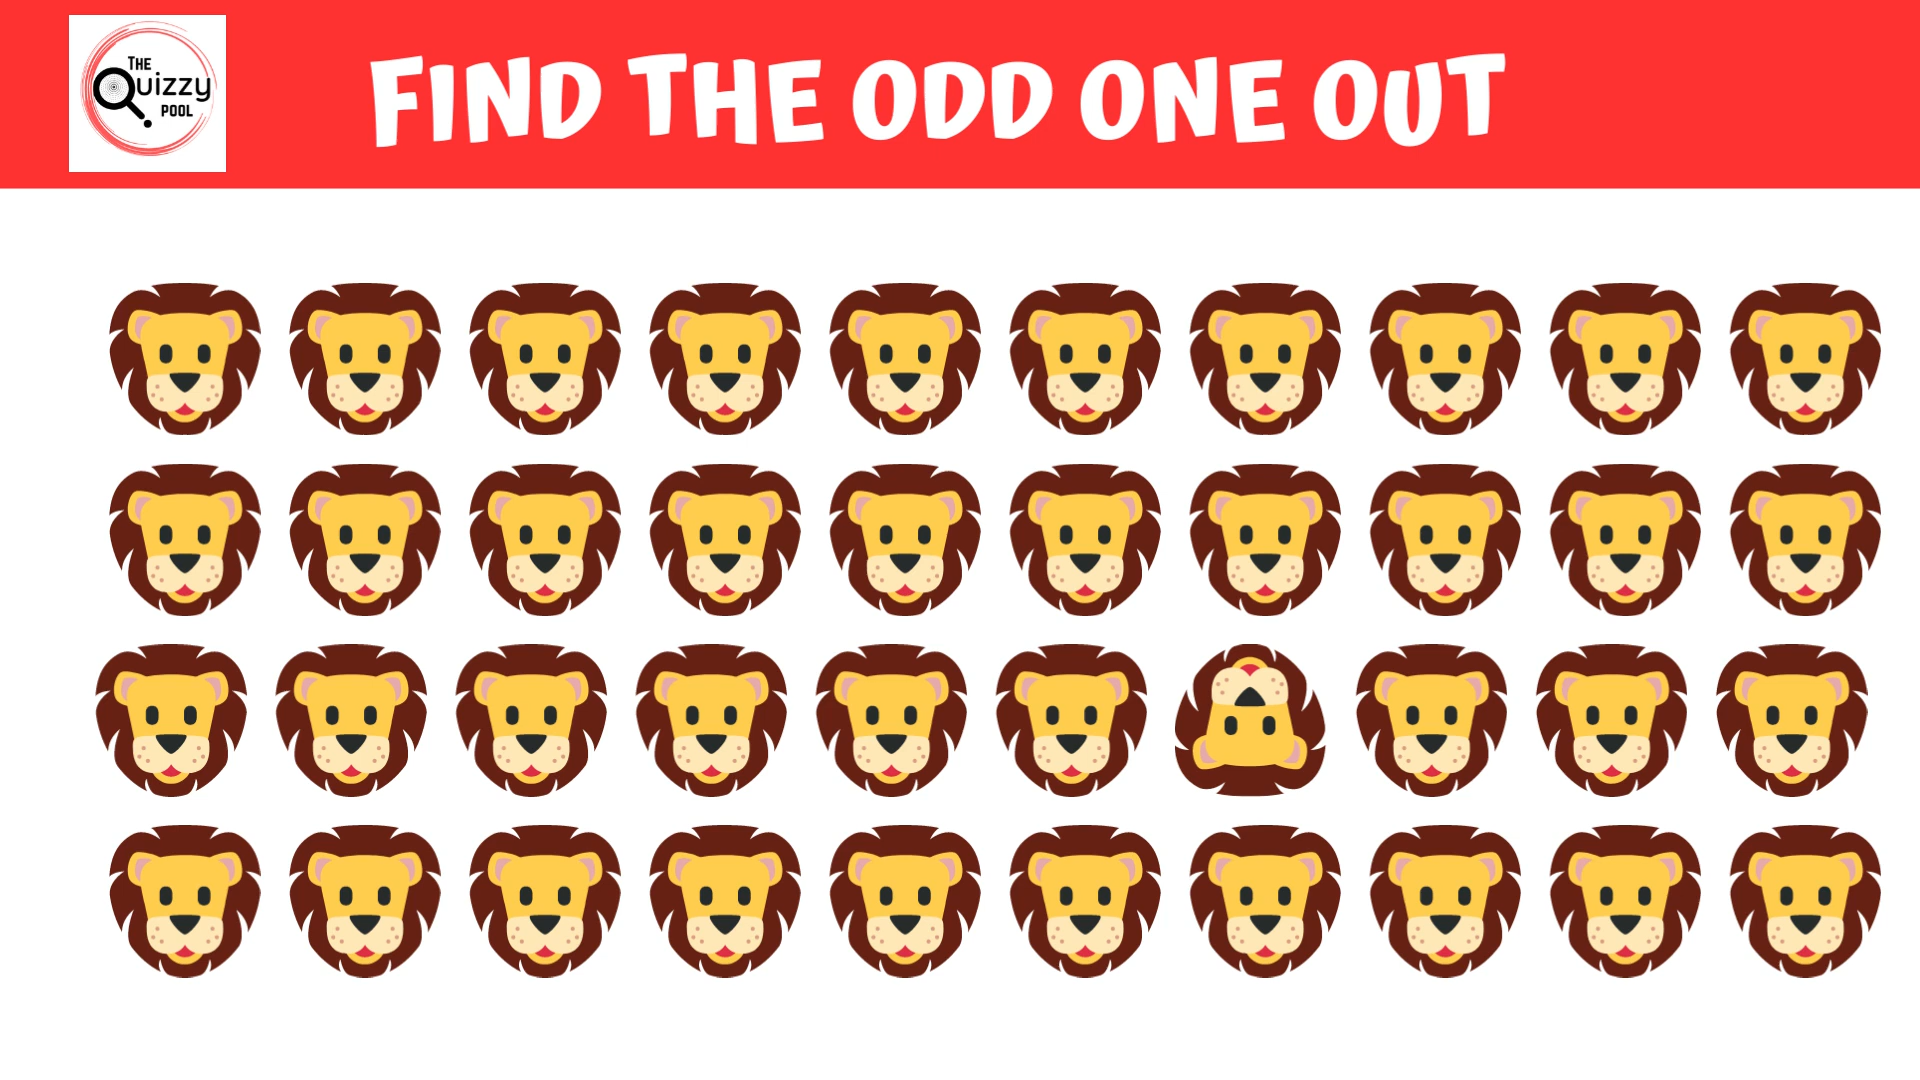 THE
Quizzy
POOL
FIND THE ODD ONE OUT